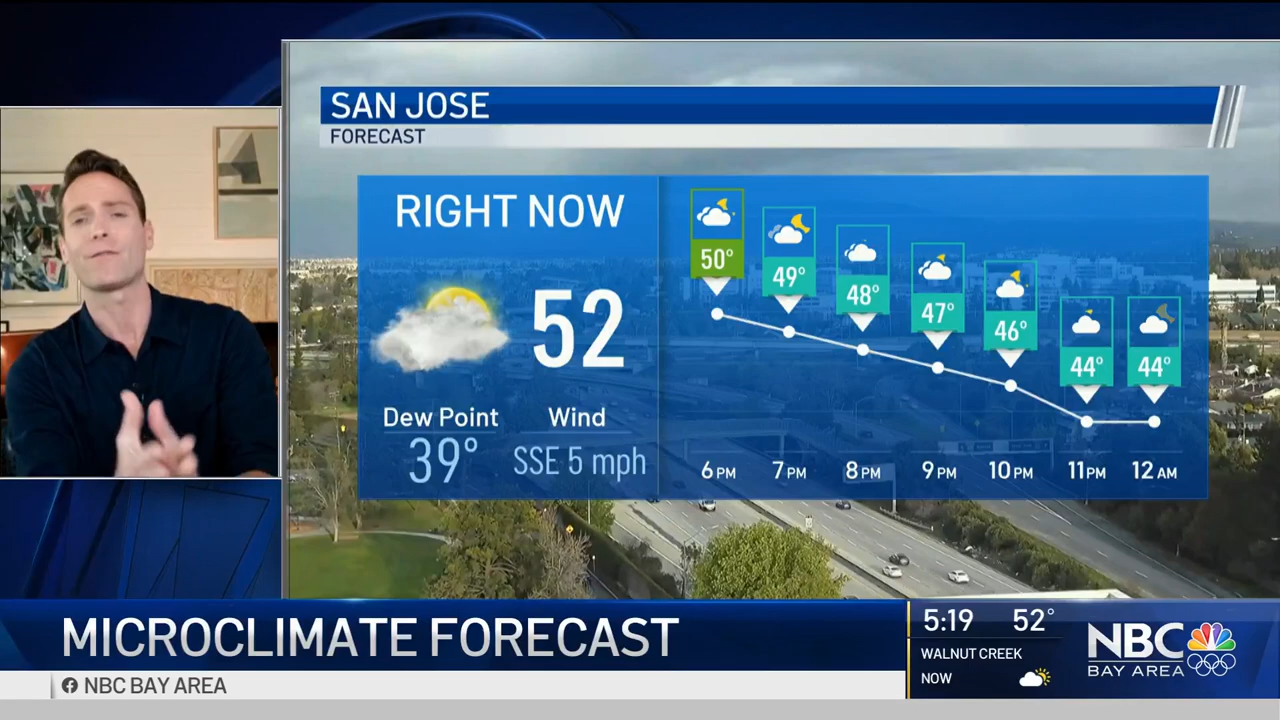 SAN JOSE
FORECAST
RIGHT NOW
52
Dew Point
39°
Wind
SSE 5 mph
50° 49° 48° 47° 46° 44° 44°
6 PM 7 PM 8 PM 9 PM 10 PM 11 PM 12 AM
MICROCLIMATE FORECAST
NBC BAY AREA
5:19 52°
WALNUT CREEK
NOW
NBC
BAY AREA